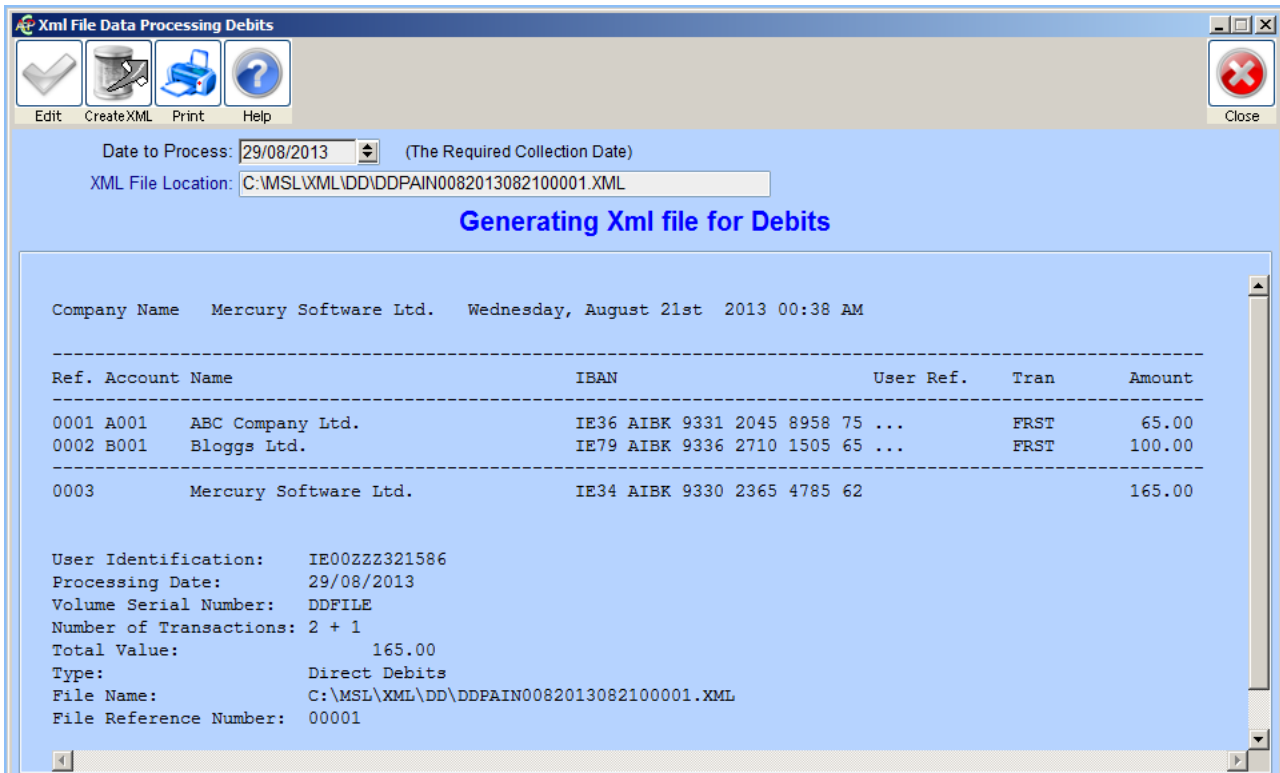 Xml File Data Processing Debits
Edit CreateXML Print Help Close
Date to Process: 29/08/2013 (The Required Collection Date)
XML File Location: C:\MSL\XML\DD\DDPAIN0082013082100001.XML
Generating Xml file for Debits
Company Name Mercury Software Ltd. Wednesday, August 21st 2013 00:38 AM
Ref. Account Name IBAN User Ref. Tran Amount
0001 A001 ABC Company Ltd. IE36 AIBK 9331 2045 8958 75 ... FRST 65.00
0002 B001 Bloggs Ltd. IE79 AIBK 9336 2710 1505 65 ... FRST 100.00
0003 Mercury Software Ltd. IE34 AIBK 9330 2365 4785 62 165.00
User Identification: IE00ZZZ321586
Processing Date: 29/08/2013
Volume Serial Number: DDFILE
Number of Transactions: 2 + 1
Total Value: 165.00
Type: Direct Debits
File Name: C:\MSL\XML\DD\DDPAIN0082013082100001.XML
File Reference Number: 00001